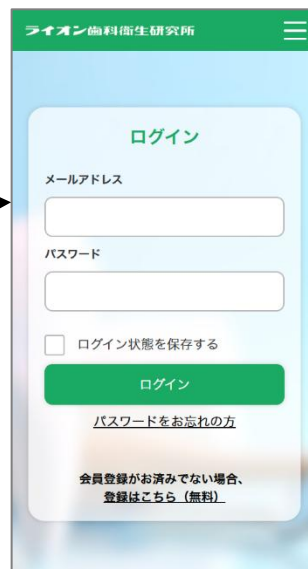 ライオン歯科衛生研究所
ログイン
メールアドレス
パスワード
ログイン状態を保存する
ログイン
パスワードをお忘れの方
会員登録がお済みでない場合、
登録はこちら（無料）